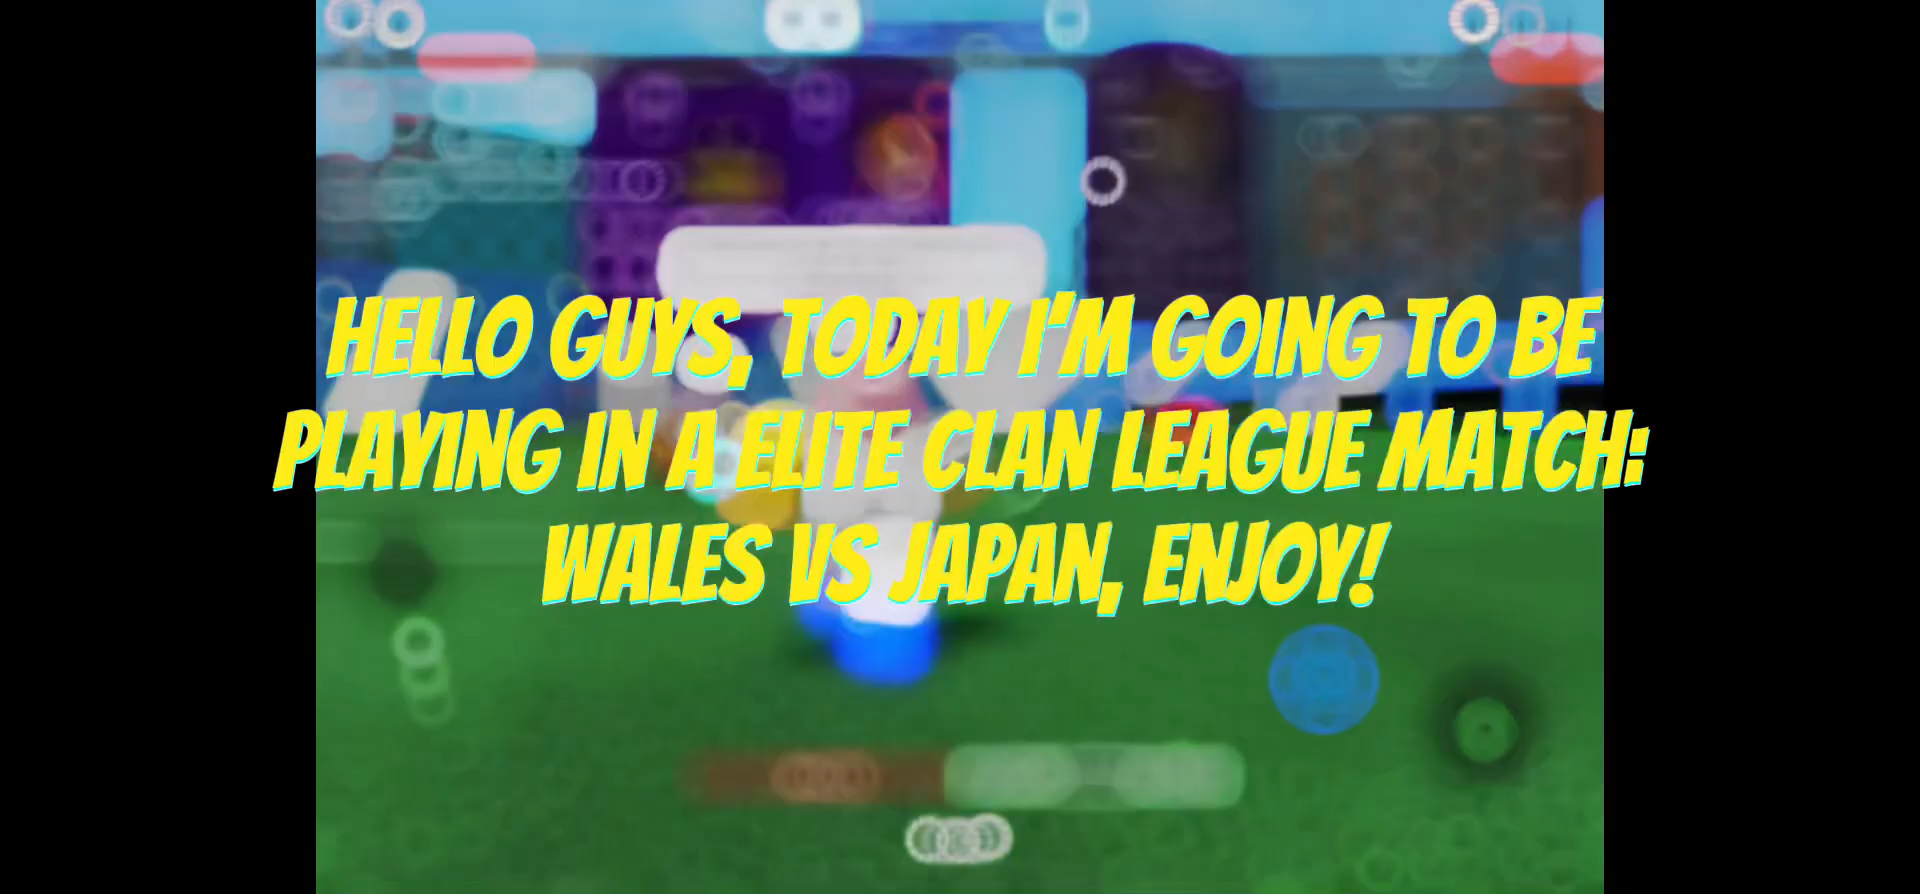 HELLO GUYS, TODAY I'M GOING TO BE
PLAYING IN A ELITE CLAN LEAGUE MATCH:
WALES VS JAPAN, ENJOY!